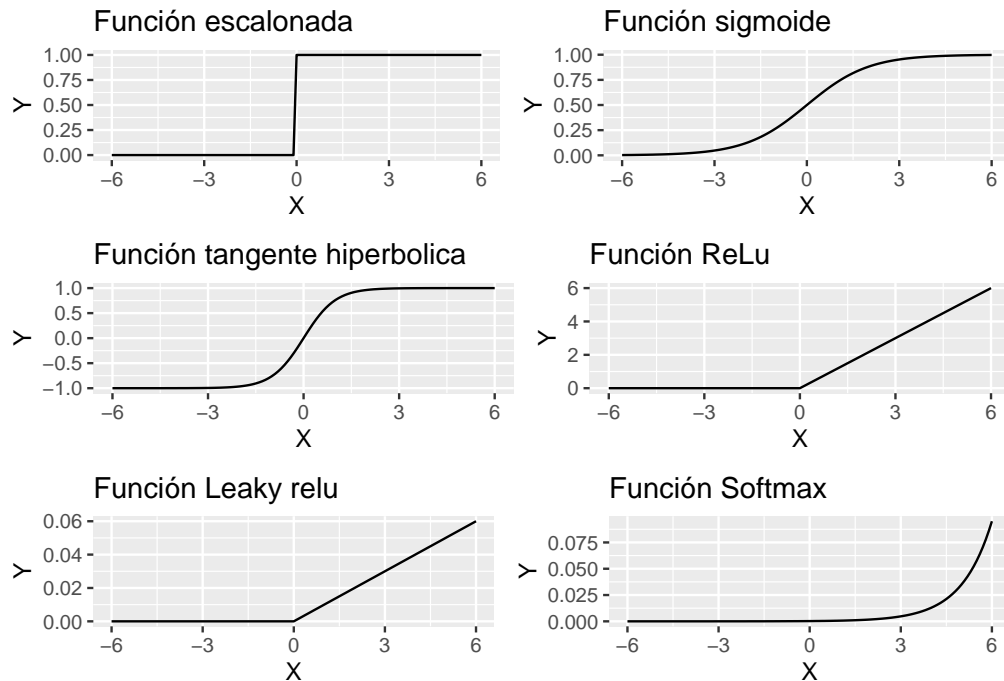 Función escalonada
1.00
0.75
0.50
0.25
0.00
Y
−6 −3 0 3 6
X
Función sigmoide
1.00
0.75
0.50
0.25
0.00
Y
−6 −3 0 3 6
X
Función tangente hiperbolica
1.0
0.5
0.0
−0.5
−1.0
Y
−6 −3 0 3 6
X
Función ReLu
6
4
2
0
Y
−6 −3 0 3 6
X
Función Leaky relu
0.06
0.04
0.02
0.00
Y
−6 −3 0 3 6
X
Función Softmax
0.075
0.050
0.025
0.000
Y
−6 −3 0 3 6
X